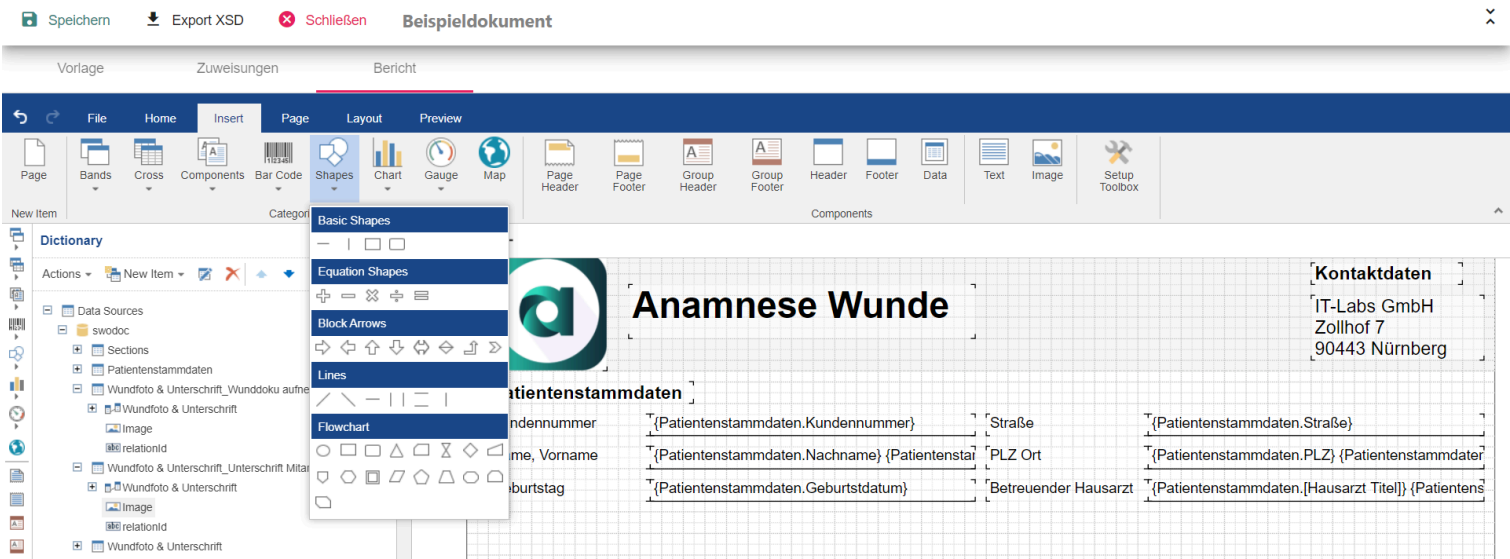 Speichern Export XSD Schließen Beispieldokument
Vorlage Zuweisungen Bericht
File Home Insert Page Layout Preview
Page Bands Cross Components Bar Code Shapes Chart Gauge Map Page Header Page Footer Group Header Group Footer Header Footer Data Text Image Setup Toolbox
New Item Categori Components
Dictionary
Actions New Item
Data Sources
swodoc
Sections
Patientenstammdaten
Wundfoto & Unterschrift_Wunddoku aufne
Wundfoto & Unterschrift
Image
relationId
Wundfoto & Unterschrift_Unterschrift Mitar
Wundfoto & Unterschrift
Image
relationId
Wundfoto & Unterschrift
Basic Shapes
Equation Shapes
Block Arrows
Lines
Flowchart
Anamnese Wunde
Kontaktdaten
IT-Labs GmbH
Zollhof 7
90443 Nürnberg
atientenstammdaten
ndennummer {Patientenstammdaten.Kundennummer} Straße {Patientenstammdaten.Straße}
me, Vorname {Patientenstammdaten.Nachname} {Patientenstar PLZ Ort {Patientenstammdaten.PLZ} {Patientenstammdater
eburtstag {Patientenstammdaten.Geburtstdatum} Betreuender Hausarzt {Patientenstammdaten.[Hausarzt Titel]} {Patientens